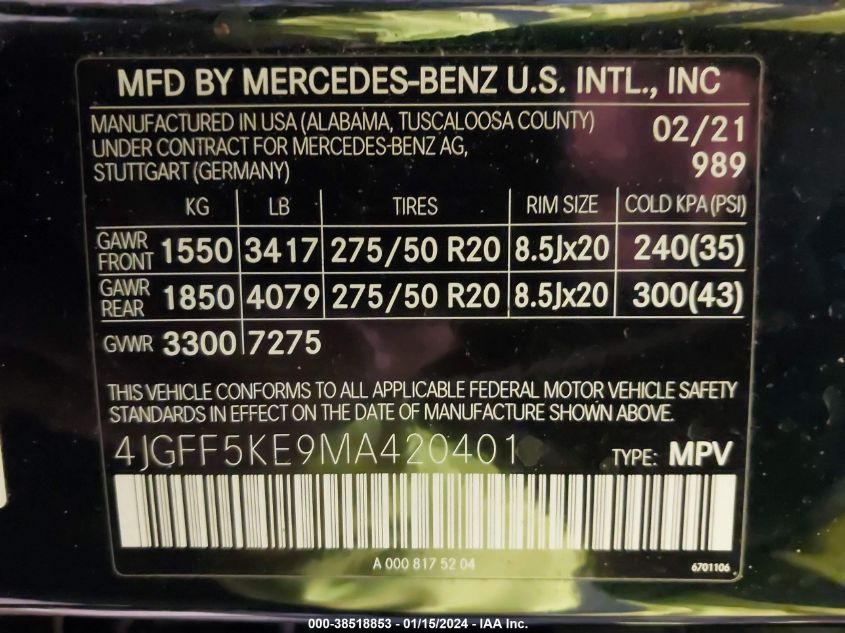 MFD BY MERCEDES-BENZ U.S. INTL., INC
MANUFACTURED IN USA (ALABAMA, TUSCALOOSA COUNTY)
UNDER CONTRACT FOR MERCEDES-BENZ AG,
STUTTGART (GERMANY)
02/21
989
KG LB TIRES RIM SIZE COLD KPA (PSI)
GAWR FRONT 1550 3417 275/50 R20 8.5Jx20 240(35)
GAWR REAR 1850 4079 275/50 R20 8.5Jx20 300(43)
GVWR 3300 7275
THIS VEHICLE CONFORMS TO ALL APPLICABLE FEDERAL MOTOR VEHICLE SAFETY
STANDARDS IN EFFECT ON THE DATE OF MANUFACTURE SHOWN ABOVE.
4JGFF5KE9MA420401 TYPE: MPV
A 000 817 52 04 6701106
000-38518853 - 01/15/2024 - IAA Inc.